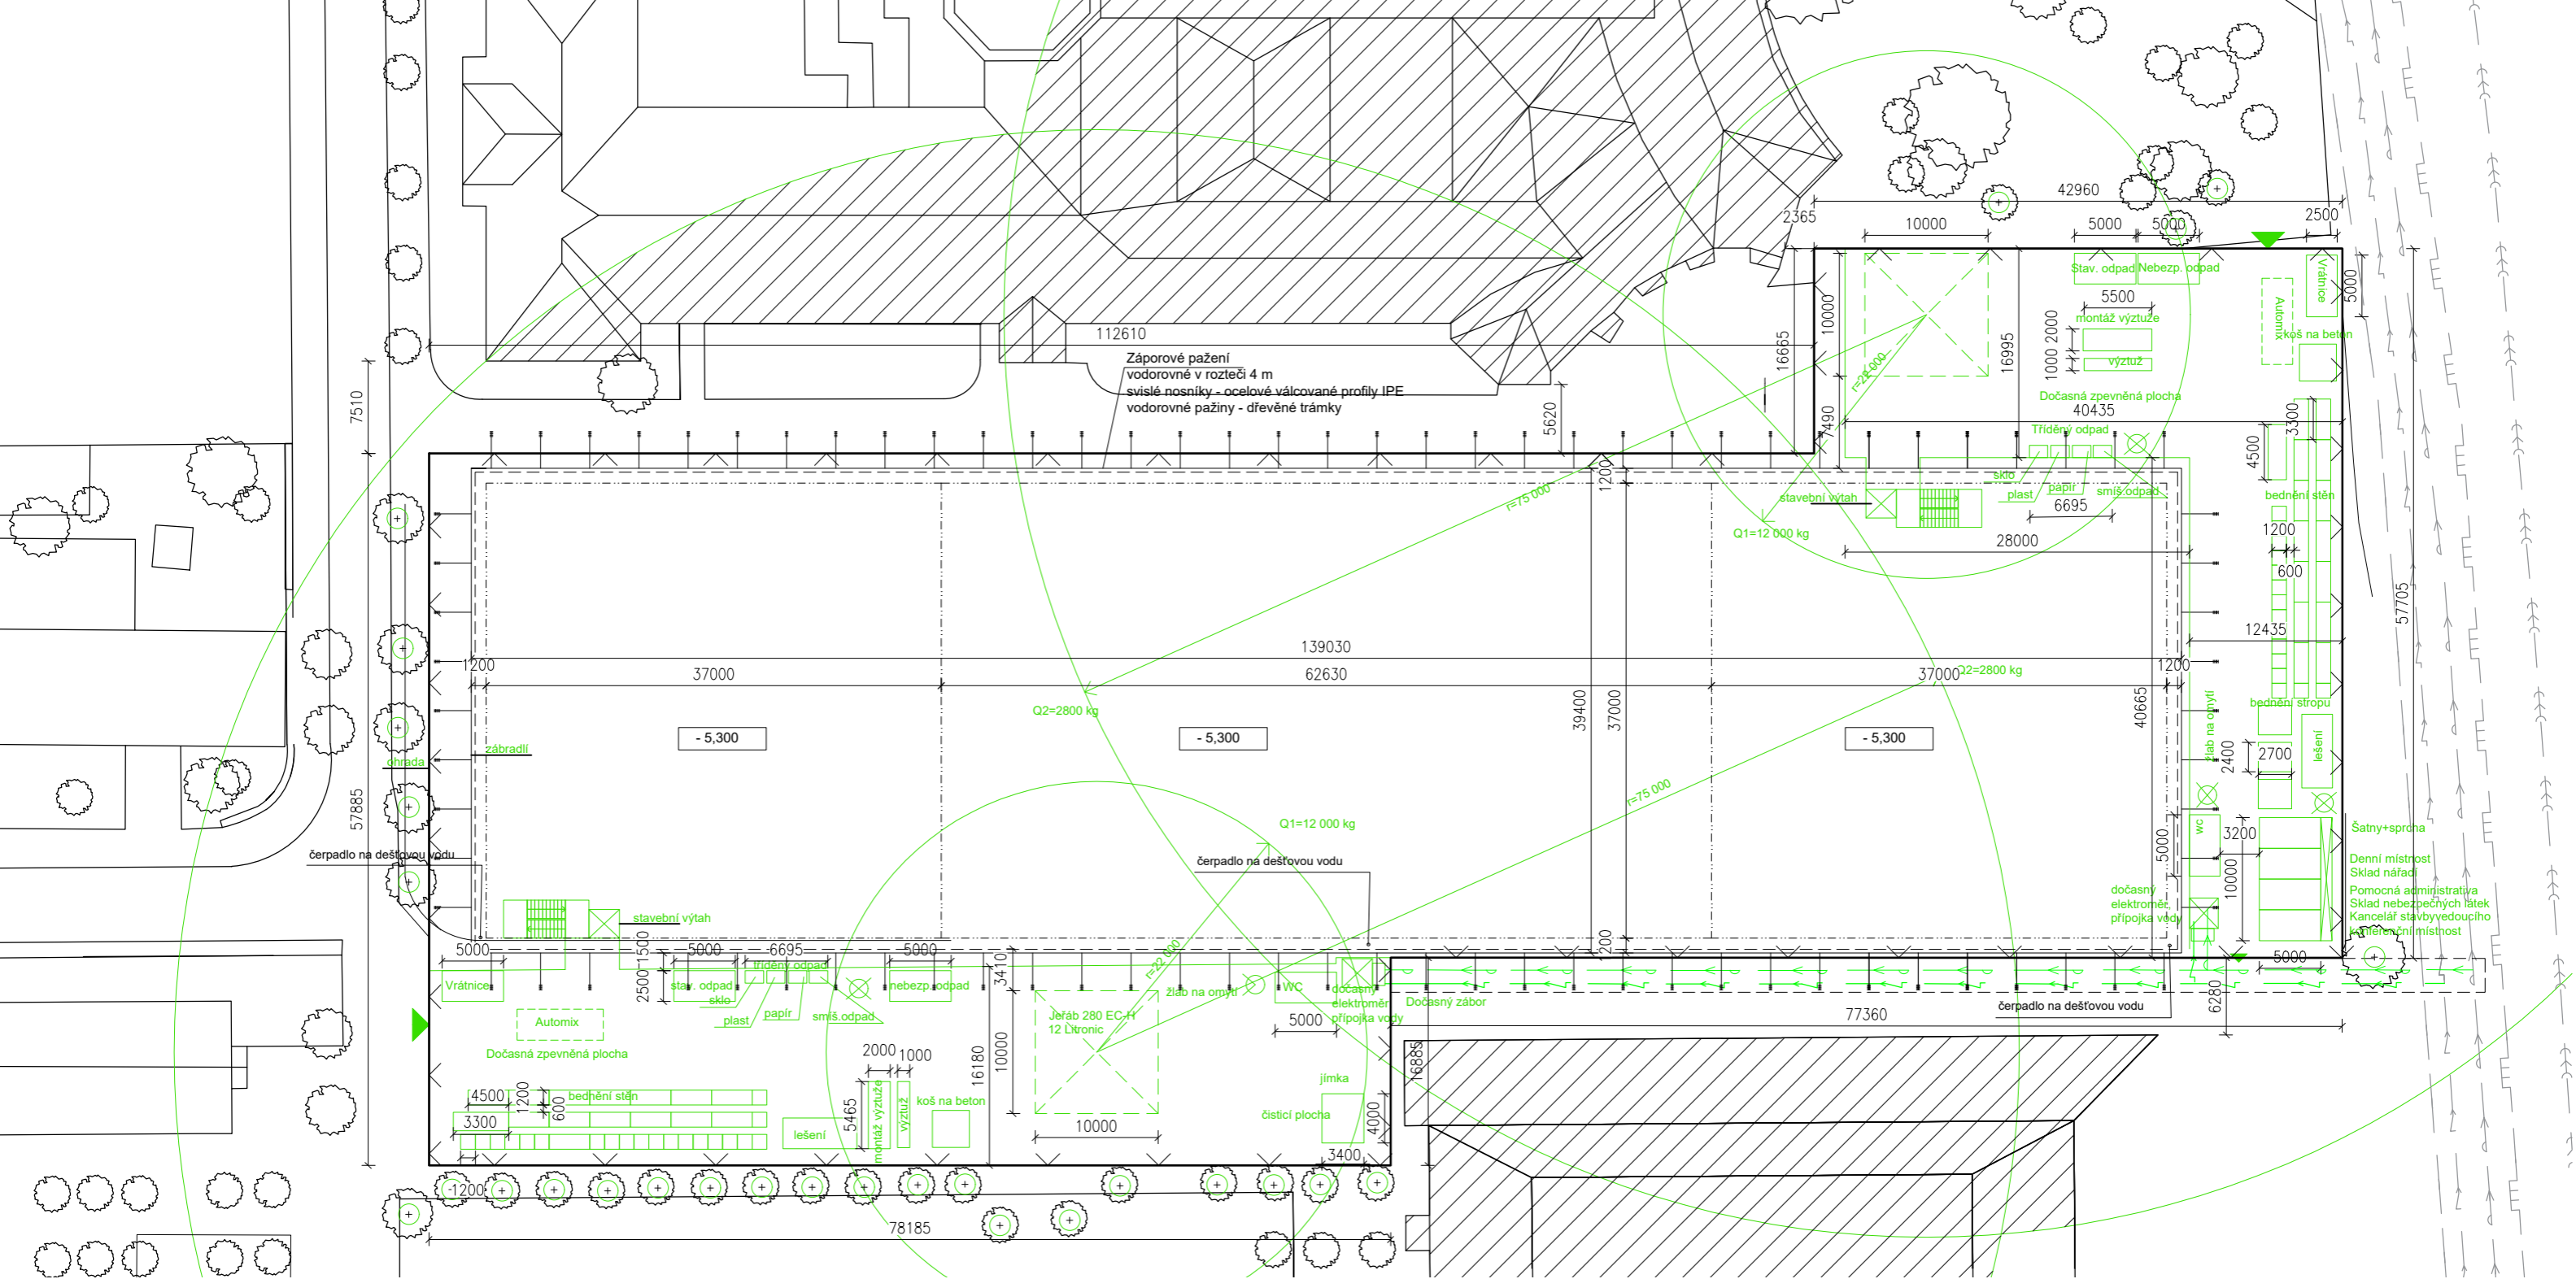 42960
2365
10000
5000
5000
2500
Stav. odpad
Nebezp. odpad
Vrátnice
5000
5500
montáž výztuže
2000
1000
výztuž
Automix
koš na beton
10000
16995
16665
r=22 000
112610
Záporové pažení
vodorovné v rozteči 4 m
svislé nosníky - ocelové válcované profily IPE
vodorovné pažiny - dřevěné trámky
7510
5620
7490
Dočasná zpevněná plocha
40435
3300
Tříděný odpad
4500
sklo
plast
papír
smíš.odpad
6695
bednění stěn
1200
r=75 000
stavební výtah
Q1=12 000 kg
28000
1200
600
57705
12435
139030
1200
37000
62630
37000
Q2=2800 kg
1200
Q2=2800 kg
39400
37000
40665
- 5,300
- 5,300
- 5,300
zábradlí
ohrada
57885
žlab na omytí
bednění stropu
lešení
2400
2700
r=75 000
Q1=12 000 kg
wc
3200
5000
10000
Šatny+sprcha
Denní místnost
Sklad nářadí
Pomocná administrativa
Sklad nebezpečných látek
Kancelář stavbyvedoucího
konferenční místnost
čerpadlo na dešťovou vodu
čerpadlo na dešťovou vodu
dočasný
elektroměr,
přípojka vody
stavební výtah
5000
1500
5000
6695
5000
1200
5000
6280
tříděný odpad
Vrátnice
2500
stav. odpad
sklo
plast
papír
smíš.odpad
nebezp. odpad
3410
r=22 000
žlab na omytí
WC
dočasný
elektroměr
přípojka vody
Dočasný zábor
čerpadlo na dešťovou vodu
77360
Automix
Dočasná zpevněná plocha
Jeřáb 280 EC-H
12 Litronic
5000
2000
1000
16180
10000
16885
4500
1200
600
bednění stěn
3300
lešení
5465
montáž výztuže
výztuž
koš na beton
10000
jímka
čisticí plocha
4000
3400
1200
78185